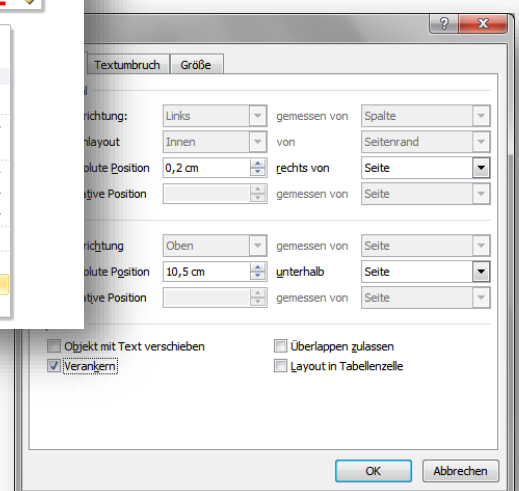 Textumbruch Größe
richtung: Links gemessen von Spalte
layout Innen von Seitenrand
olute Position 0,2 cm rechts von Seite
tive Position gemessen von Seite
richtung Oben gemessen von Seite
olute Position 10,5 cm unterhalb Seite
ative Position gemessen von Seite
Objekt mit Text verschieben Überlappen zulassen
Verankern Layout in Tabellenzelle
OK Abbrechen